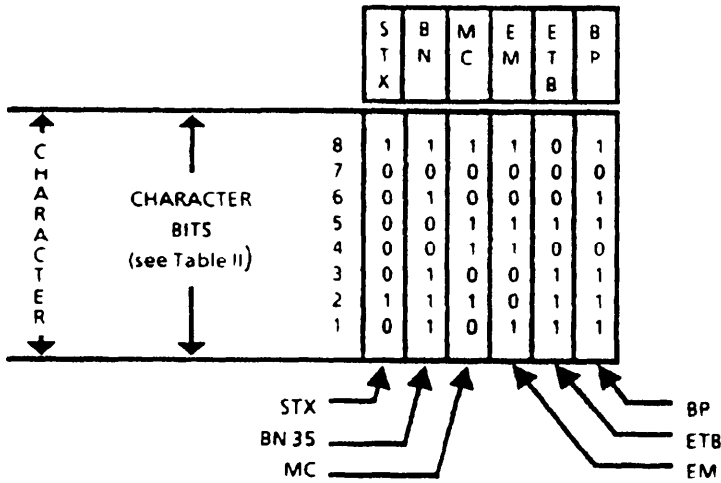 S B M E E B
T N C M T P
X B
CHARACTER
CHARACTER
BITS
(see Table II)
8 1 1 1 1 0 1
7 0 0 0 0 0 0
6 0 1 0 0 0 1
5 0 0 1 1 1 1
4 0 0 1 1 0 0
3 0 1 0 0 1 1
2 1 1 1 0 1 1
1 0 1 0 1 1 1
STX
BN 35
MC
BP
ETB
EM